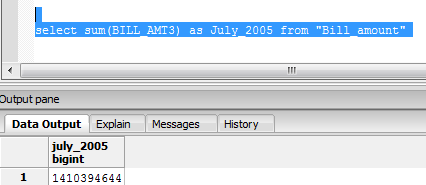 select sum(BILL_AMT3) as July_2005 from "Bill_amount"
Output pane
Data Output Explain Messages History
july_2005
bigint
1 1410394644